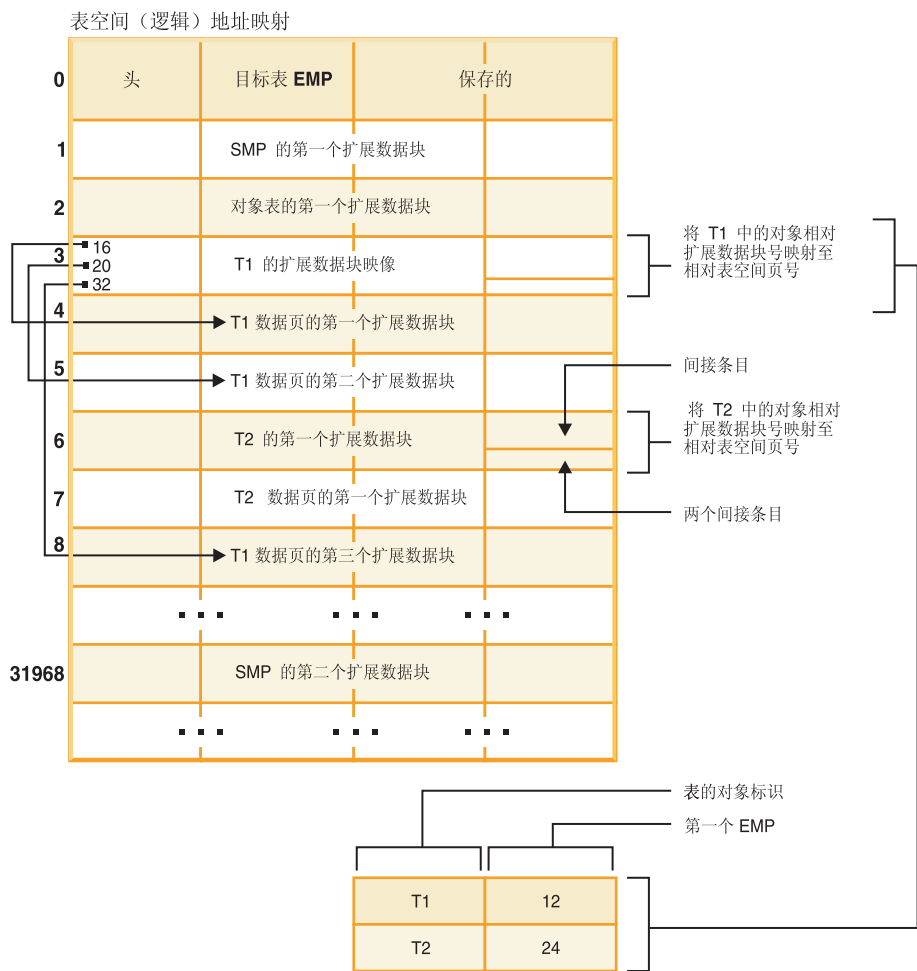 表空间（逻辑）地址映射
0 头 目标表 EMP 保存的
1 SMP 的第一个扩展数据块
2 对象表的第一个扩展数据块
3 16
20
32
T1 的扩展数据块映像
将 T1 中的对象相对
扩展数据块号映射至
相对表空间页号
4 T1 数据页的第一个扩展数据块
5 T1 数据页的第二个扩展数据块
间接条目
6 T2 的第一个扩展数据块
将 T2 中的对象相对
扩展数据块号映射至
相对表空间页号
7 T2 数据页的第一个扩展数据块
两个间接条目
8 T1 数据页的第三个扩展数据块
31968 SMP 的第二个扩展数据块
表的对象标识
第一个 EMP
T1 12
T2 24